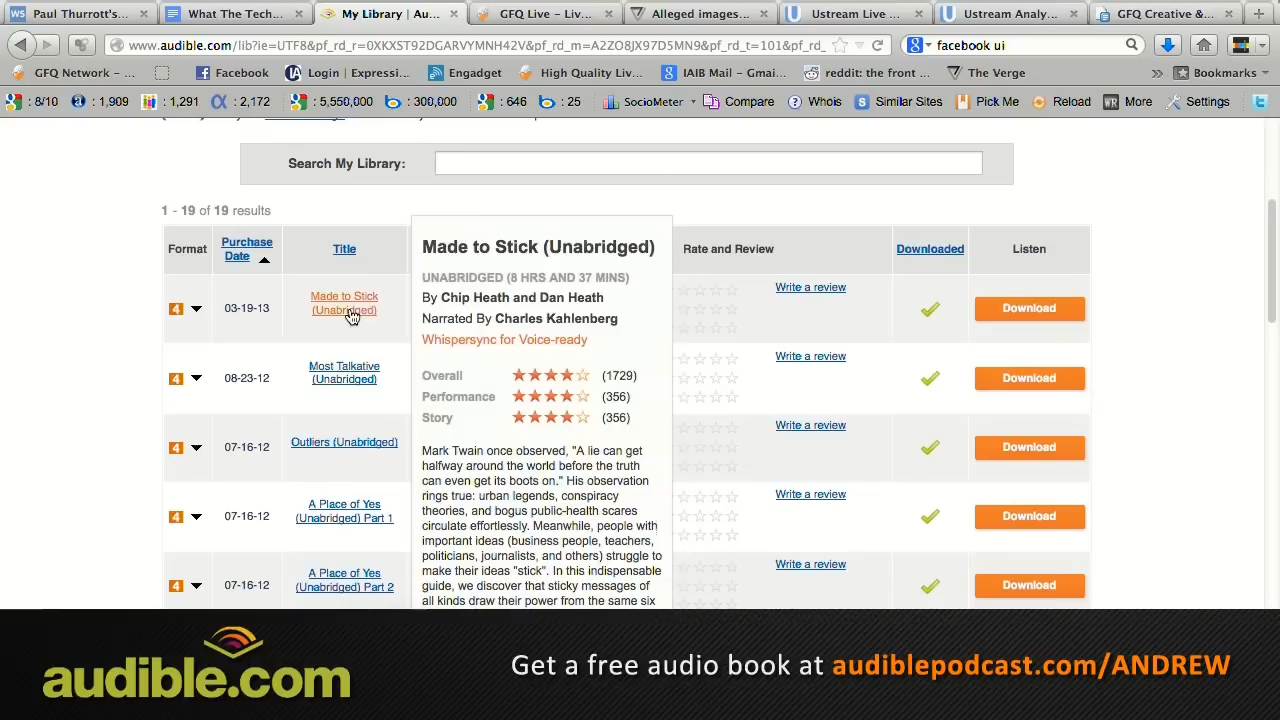 Paul Thurrott's...
What The Tech...
My Library | Au...
GFQ Live - Liv...
Alleged images...
Ustream Live ...
Ustream Analy...
GFQ Creative &...
www.audible.com/lib?ie=UTF8&pf_rd_r=0XKXST92DGARVYMNH42V&pf_rd_m=A2ZO8JX97D5MN9&pf_rd_t=101&pf_rd_
facebook ui
GFQ Network – ...
Facebook
Login | Expressi...
Engadget
High Quality Liv...
IAIB Mail – Gmai...
reddit: the front ...
The Verge
Bookmarks
: 8/10
: 1,909
: 1,291
: 2,172
: 5,550,000
: 300,000
: 646
: 25
SocioMeter
Compare
Whois
Similar Sites
Pick Me
Reload
More
Settings
Search My Library:
1 - 19 of 19 results
Format
Purchase Date
Title
Rate and Review
Downloaded
Listen
4
03-19-13
Made to Stick
(Unabridged)
Write a review
Download
4
08-23-12
Most Talkative
(Unabridged)
Write a review
Download
4
07-16-12
Outliers (Unabridged)
Write a review
Download
4
07-16-12
A Place of Yes
(Unabridged) Part 1
Write a review
Download
4
07-16-12
A Place of Yes
(Unabridged) Part 2
Write a review
Download
Made to Stick (Unabridged)
UNABRIDGED (8 HRS AND 37 MINS)
By Chip Heath and Dan Heath
Narrated By Charles Kahlenberg
Whispersync for Voice-ready
Overall (1729)
Performance (356)
Story (356)
Mark Twain once observed, "A lie can get
halfway around the world before the truth
can even get its boots on." His observation
rings true: urban legends, conspiracy
theories, and bogus public-health scares
circulate effortlessly. Meanwhile, people with
important ideas (business people, teachers,
politicians, journalists, and others) struggle to
make their ideas "stick". In this indispensable
guide, we discover that sticky messages of
all kinds draw their power from the same six
audible.com
Get a free audio book at audiblepodcast.com/ANDREW